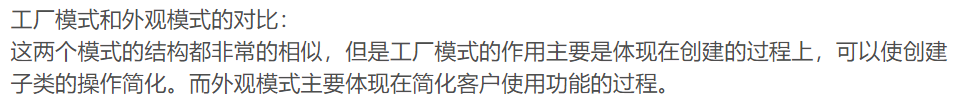 工厂模式和外观模式的对比：
这两个模式的结构都非常的相似，但是工厂模式的作用主要是体现在创建的过程上，可以使创建
子类的操作简化。而外观模式主要体现在简化客户使用功能的过程。